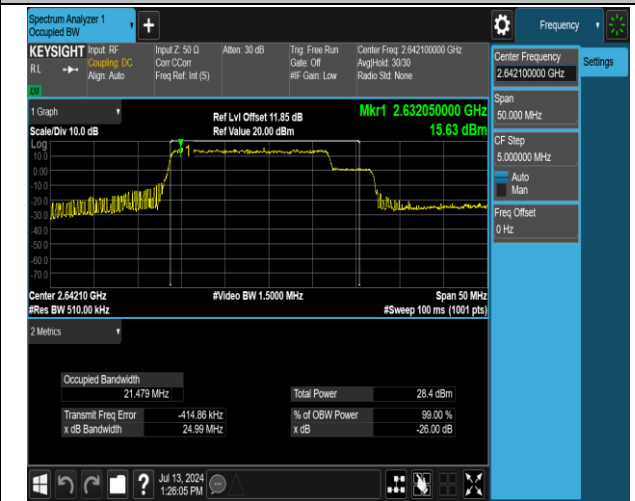 Spectrum Analyzer 1
Occupied BW
Frequency
KEYSIGHT
RL
LNI
Input: RF
Coupling: DC
Align: Auto
Input Z: 50 Ω
Corr CCorr
Freq Ref: Int (S)
Atten: 30 dB
Trig: Free Run
Gate: Off
#IF Gain: Low
Center Freq: 2.642100000 GHz
Avg|Hold: 30/30
Radio Std: None
Center Frequency
2.642100000 GHz
Settings
Span
50.000 MHz
CF Step
5.000000 MHz
Auto
Man
Freq Offset
0 Hz
1 Graph
Scale/Div 10.0 dB
Ref Lvl Offset 11.85 dB
Ref Value 20.00 dBm
Mkr1 2.632050000 GHz
15.63 dBm
Log
10.0
0.00
-10.0
-20.0
-30.0
-40.0
-50.0
-60.0
-70.0
1
Center 2.64210 GHz
#Res BW 510.00 kHz
#Video BW 1.5000 MHz
Span 50 MHz
#Sweep 100 ms (1001 pts)
2 Metrics
Occupied Bandwidth
21.479 MHz
Total Power 28.4 dBm
Transmit Freq Error -414.86 kHz
% of OBW Power 99.00 %
x dB Bandwidth 24.99 MHz
x dB -26.00 dB
Jul 13, 2024
1:26:05 PM